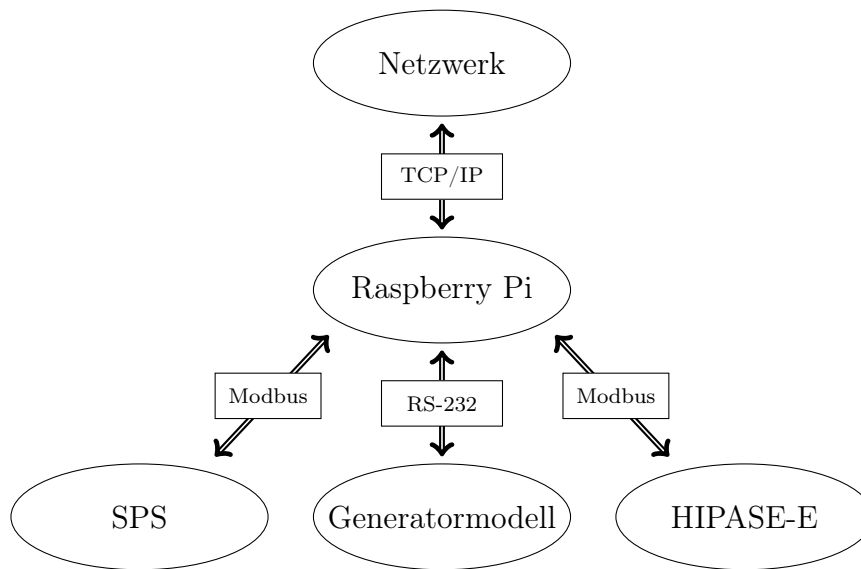 Netzwerk
TCP/IP
Raspberry Pi
Modbus
RS-232
Modbus
SPS
Generatormodell
HIPASE-E